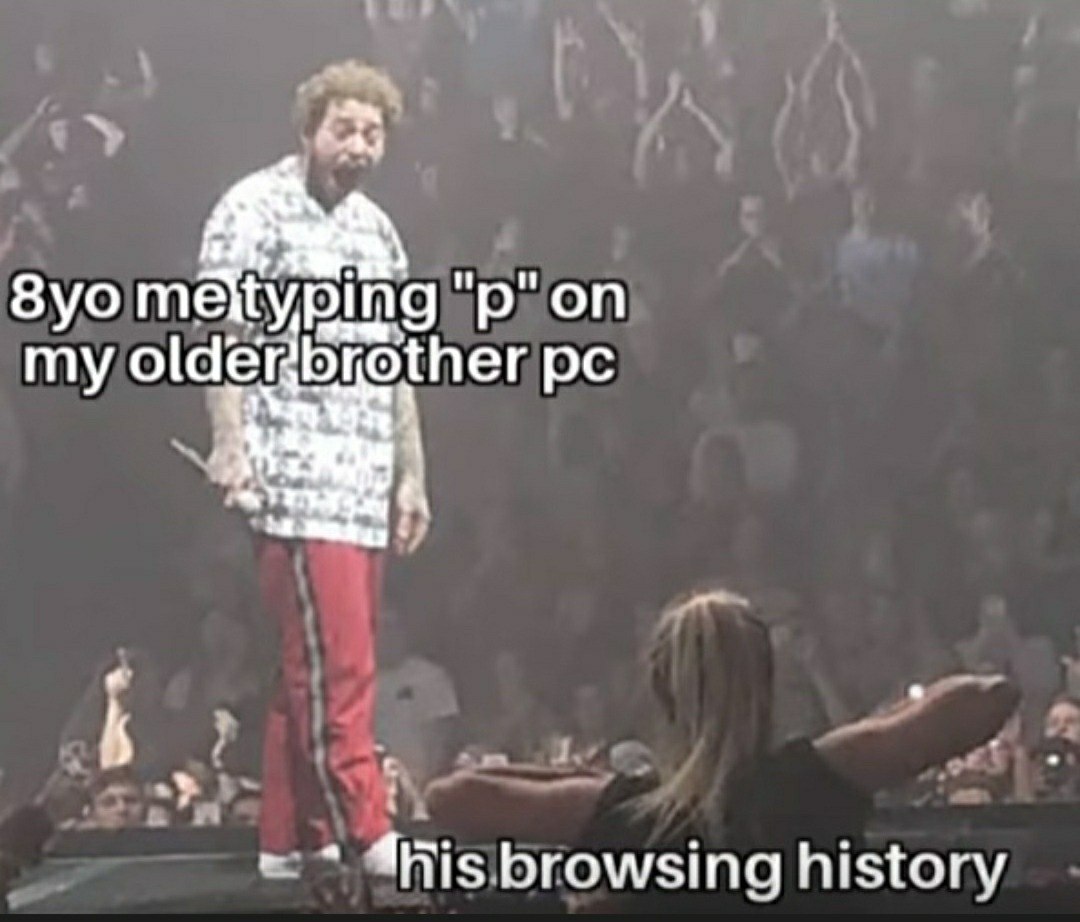 8yo me typing "p" on
my older brother pc
his browsing history